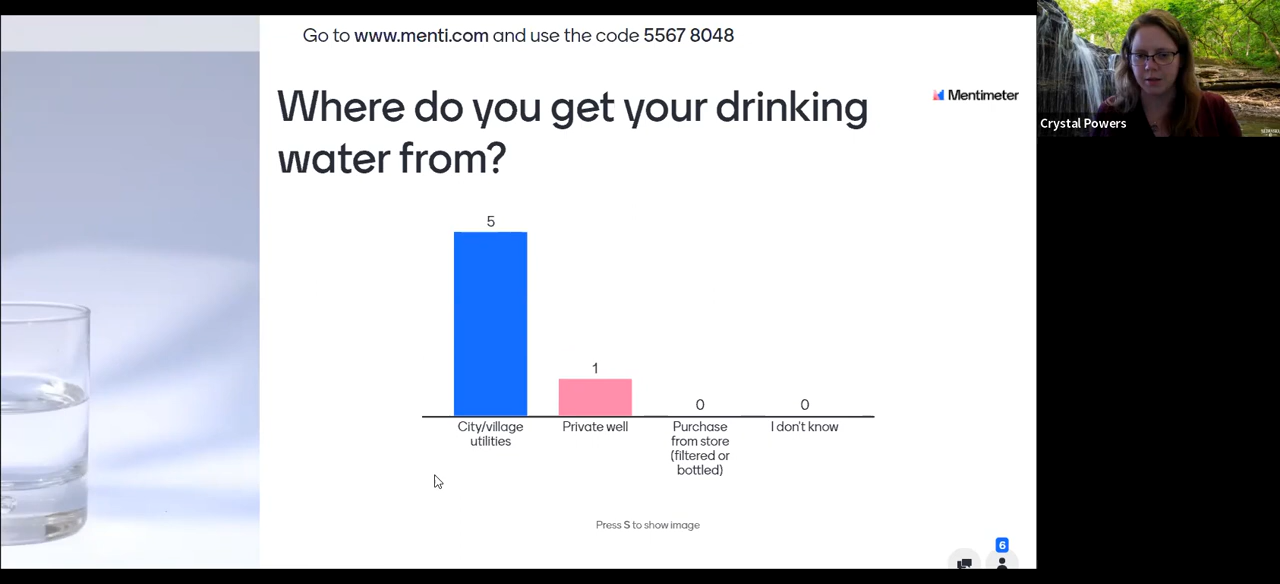 Go to www.menti.com and use the code 5567 8048
Where do you get your drinking
water from?
Mentimeter
Crystal Powers
5
1
0
0
City/village
utilities
Private well
Purchase
from store
(filtered or
bottled)
I don't know
Press S to show image
6